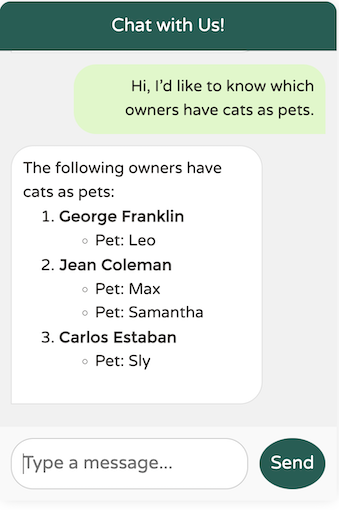 Chat with Us!
Hi, I'd like to know which
owners have cats as pets.
The following owners have
cats as pets:
1. George Franklin
◦ Pet: Leo
2. Jean Coleman
◦ Pet: Max
◦ Pet: Samantha
3. Carlos Estaban
◦ Pet: Sly
Type a message...
Send